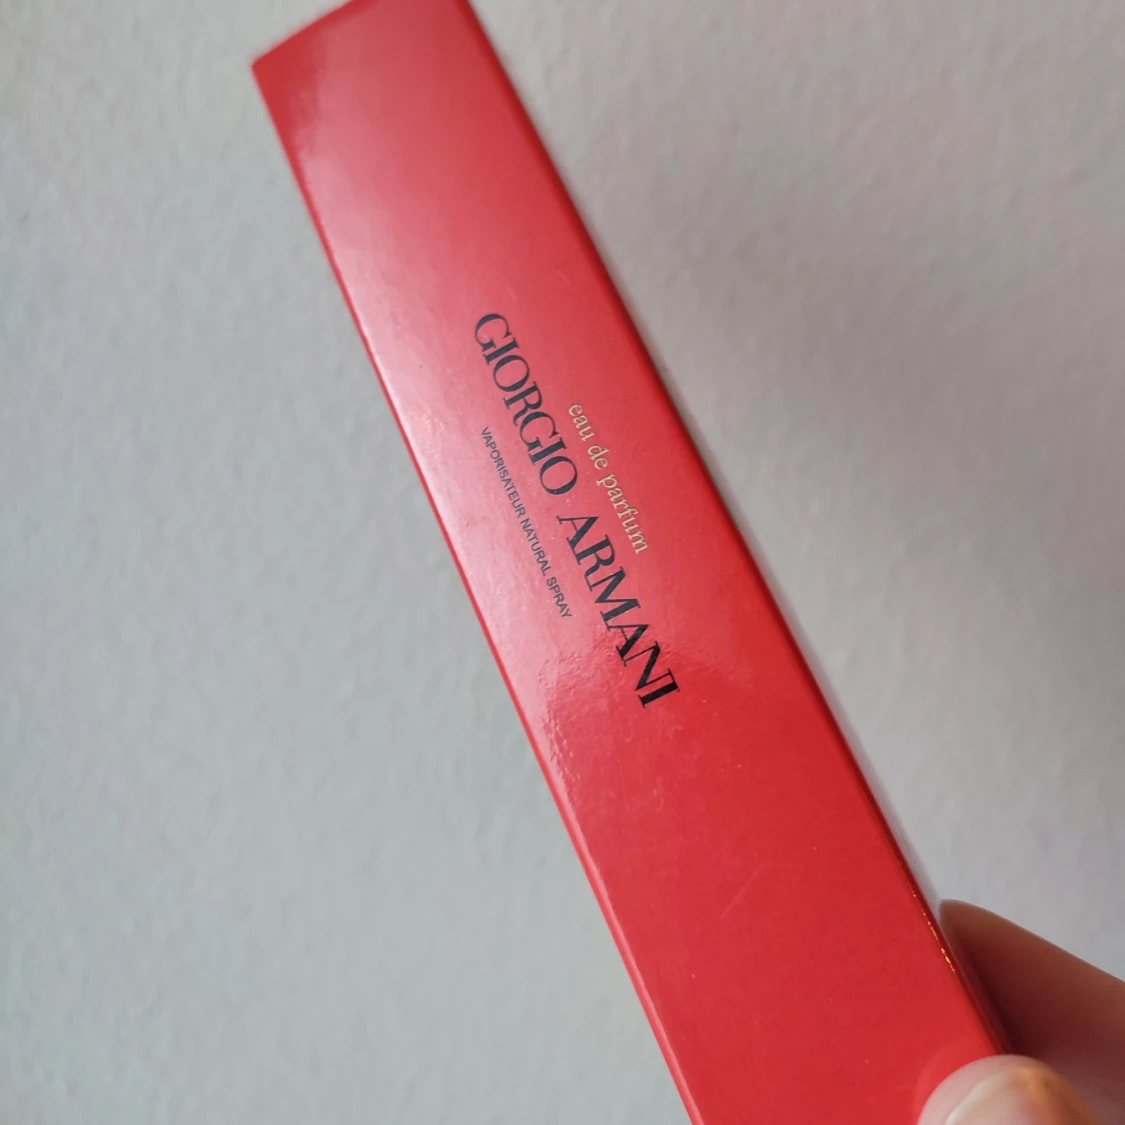 eau de parfum
GIORGIO ARMANI
VAPORISATEUR NATURAL SPRAY